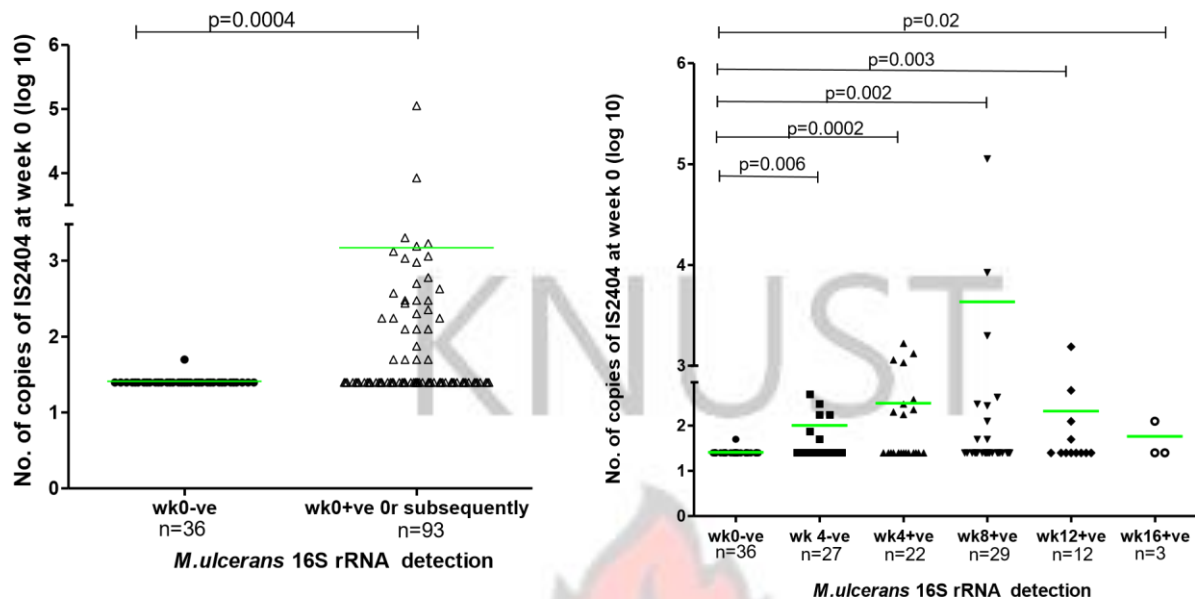 p=0.0004
No. of copies of IS2404 at week 0 (log 10)
6
5
4
3
2
1
0
wk0-ve
n=36
wk0+ve 0r subsequently
n=93
M.ulcerans 16S rRNA detection
p=0.02
p=0.003
p=0.002
p=0.0002
p=0.006
No. of copies of IS2404 at week 0 (log 10)
6
5
4
3
2
1
0
wk0-ve
n=36
wk 4-ve
n=27
wk4+ve
n=22
wk8+ve
n=29
wk12+ve
n=12
wk16+ve
n=3
M.ulcerans 16S rRNA detection
KNUST